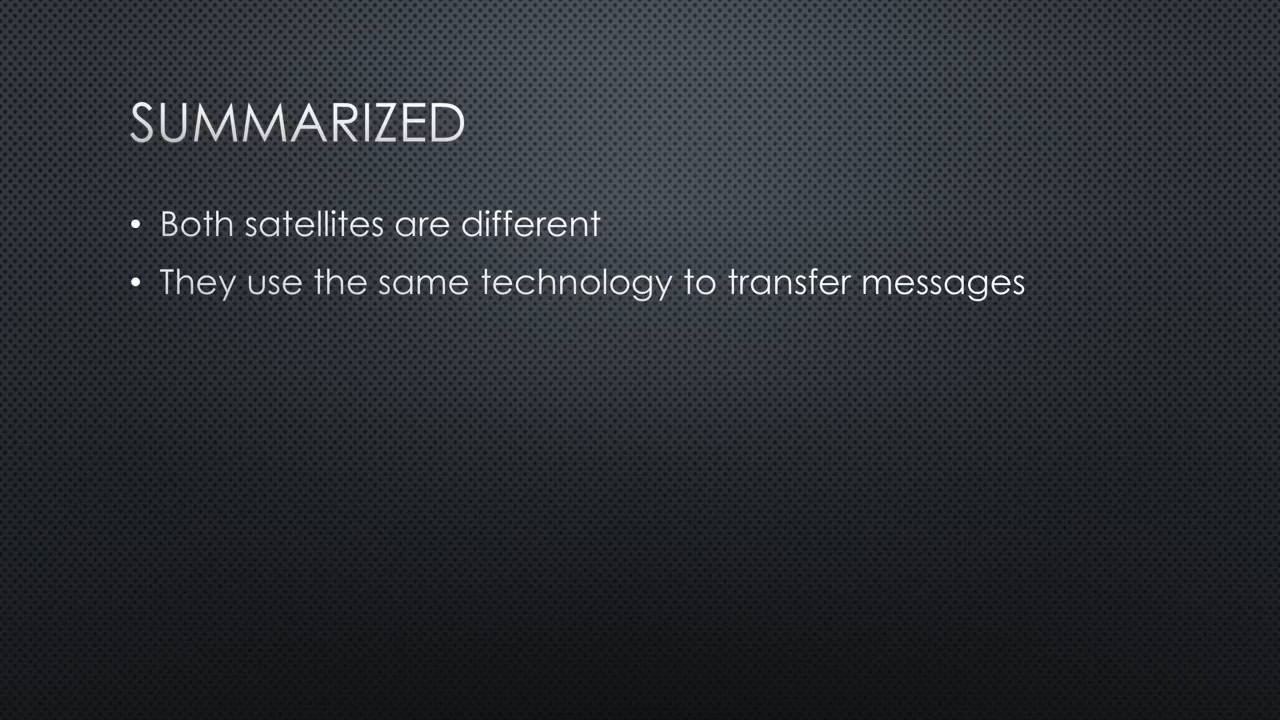 SUMMARIZED
• Both satellites are different
• They use the same technology to transfer messages